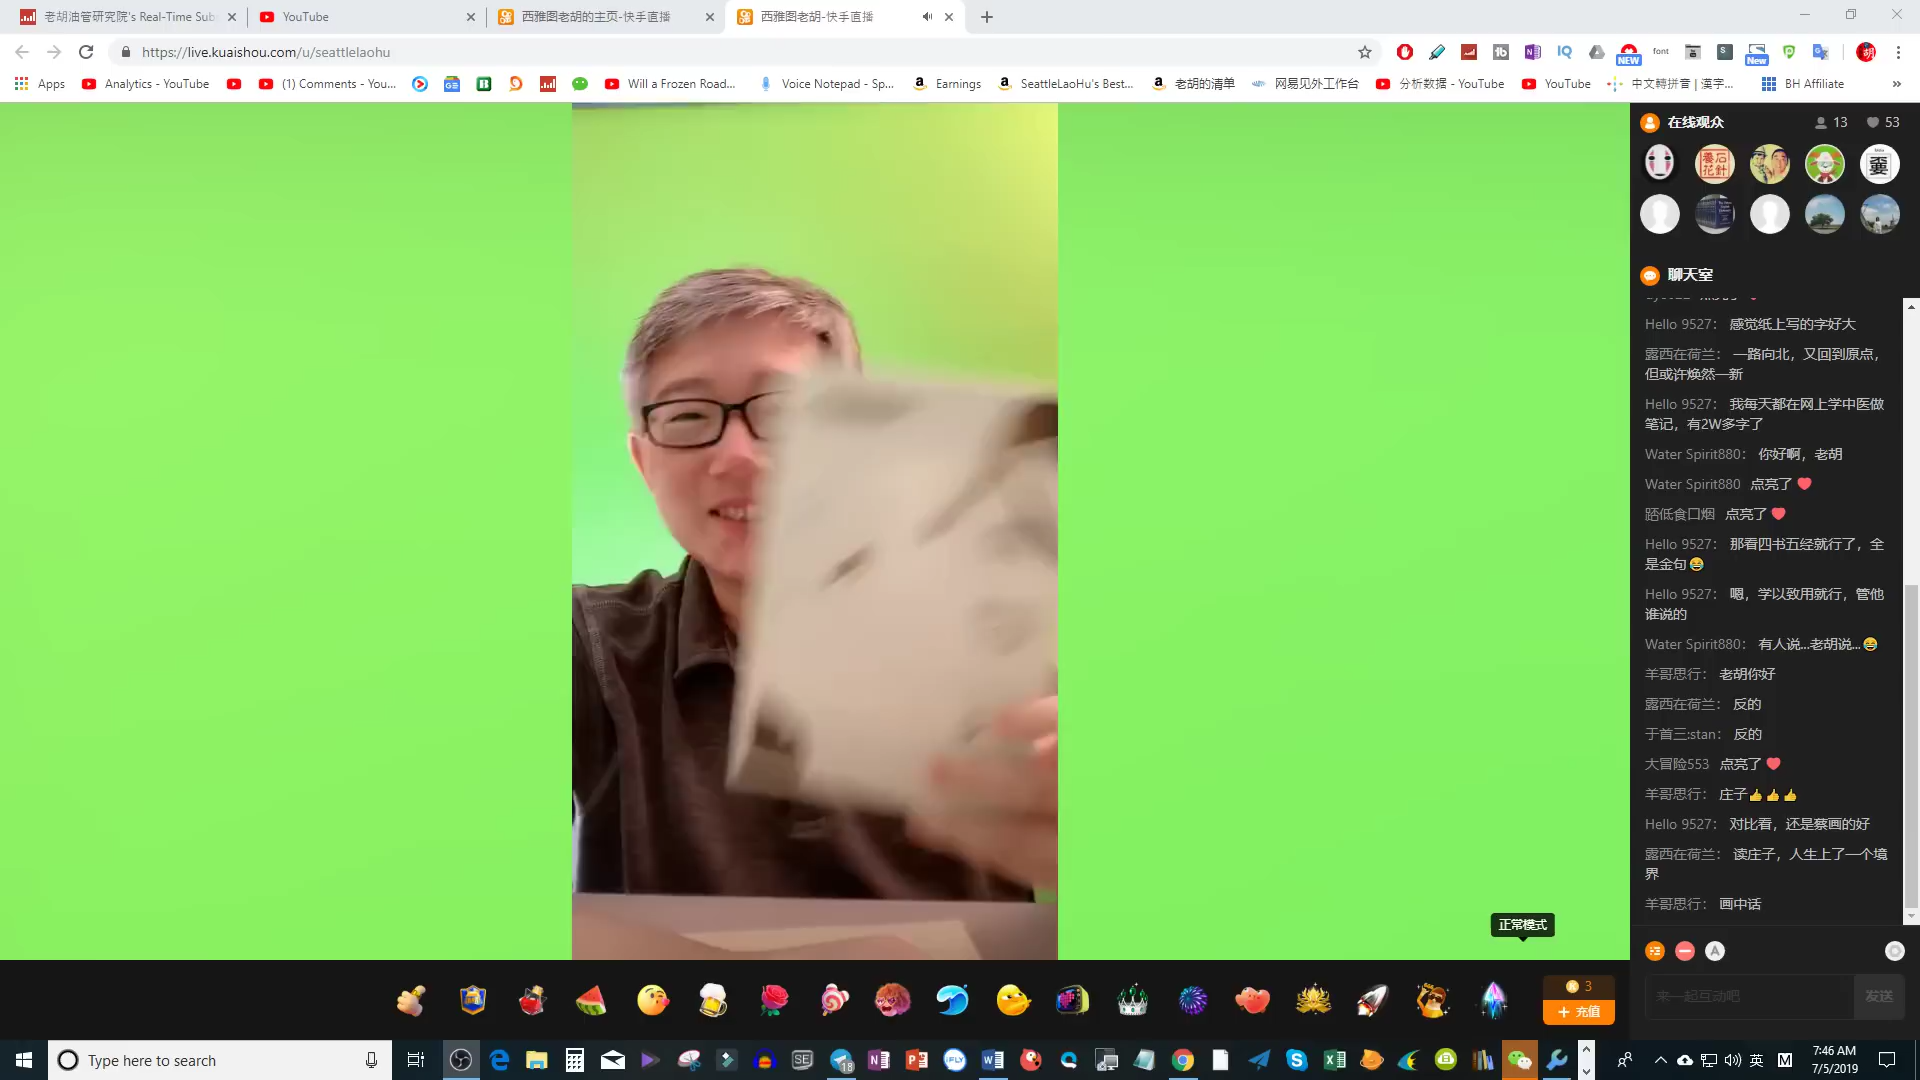 老胡油管研究院's Real-Time Sub
YouTube
西雅图老胡的主页-快手直播
西雅图老胡-快手直播
https://live.kuaishou.com/u/seattlelaohu
font
NEW
New
Apps
Analytics - YouTube
(1) Comments - You...
Will a Frozen Road...
Voice Notepad - Sp...
Earnings
SeattleLaoHu's Best...
老胡的清单
网易见外工作台
分析数据 - YouTube
YouTube
中文轉拼音 | 漢字...
BH Affiliate
在线观众
13
53
聊天室
Hello 9527： 感觉纸上写的字好大
露西在荷兰： 一路向北，又回到原点，
但或许焕然一新
Hello 9527： 我每天都在网上学中医做
笔记，有2W多字了
Water Spirit880： 你好啊，老胡
Water Spirit880 点亮了
跖低食口烟 点亮了
Hello 9527： 那看四书五经就行了，全
是金句
Hello 9527： 嗯，学以致用就行，管他
谁说的
Water Spirit880： 有人说...老胡说...
羊哥思行： 老胡你好
露西在荷兰： 反的
于首三:stan： 反的
大冒险553 点亮了
羊哥思行： 庄子
Hello 9527： 对比看，还是蔡画的好
露西在荷兰： 读庄子，人生上了一个境
界
羊哥思行： 画中话
正常模式
3
充值
来一起互动吧
发送
Type here to search
18
英
7:46 AM
7/5/2019